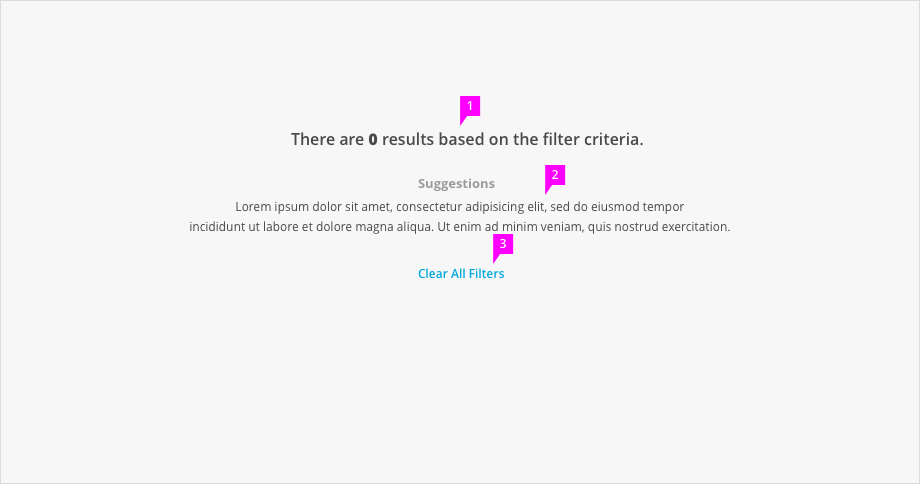 1
There are 0 results based on the filter criteria.
2
Suggestions
Lorem ipsum dolor sit amet, consectetur adipisicing elit, sed do eiusmod tempor
incididunt ut labore et dolore magna aliqua. Ut enim ad minim veniam, quis nostrud exercitation.
3
Clear All Filters